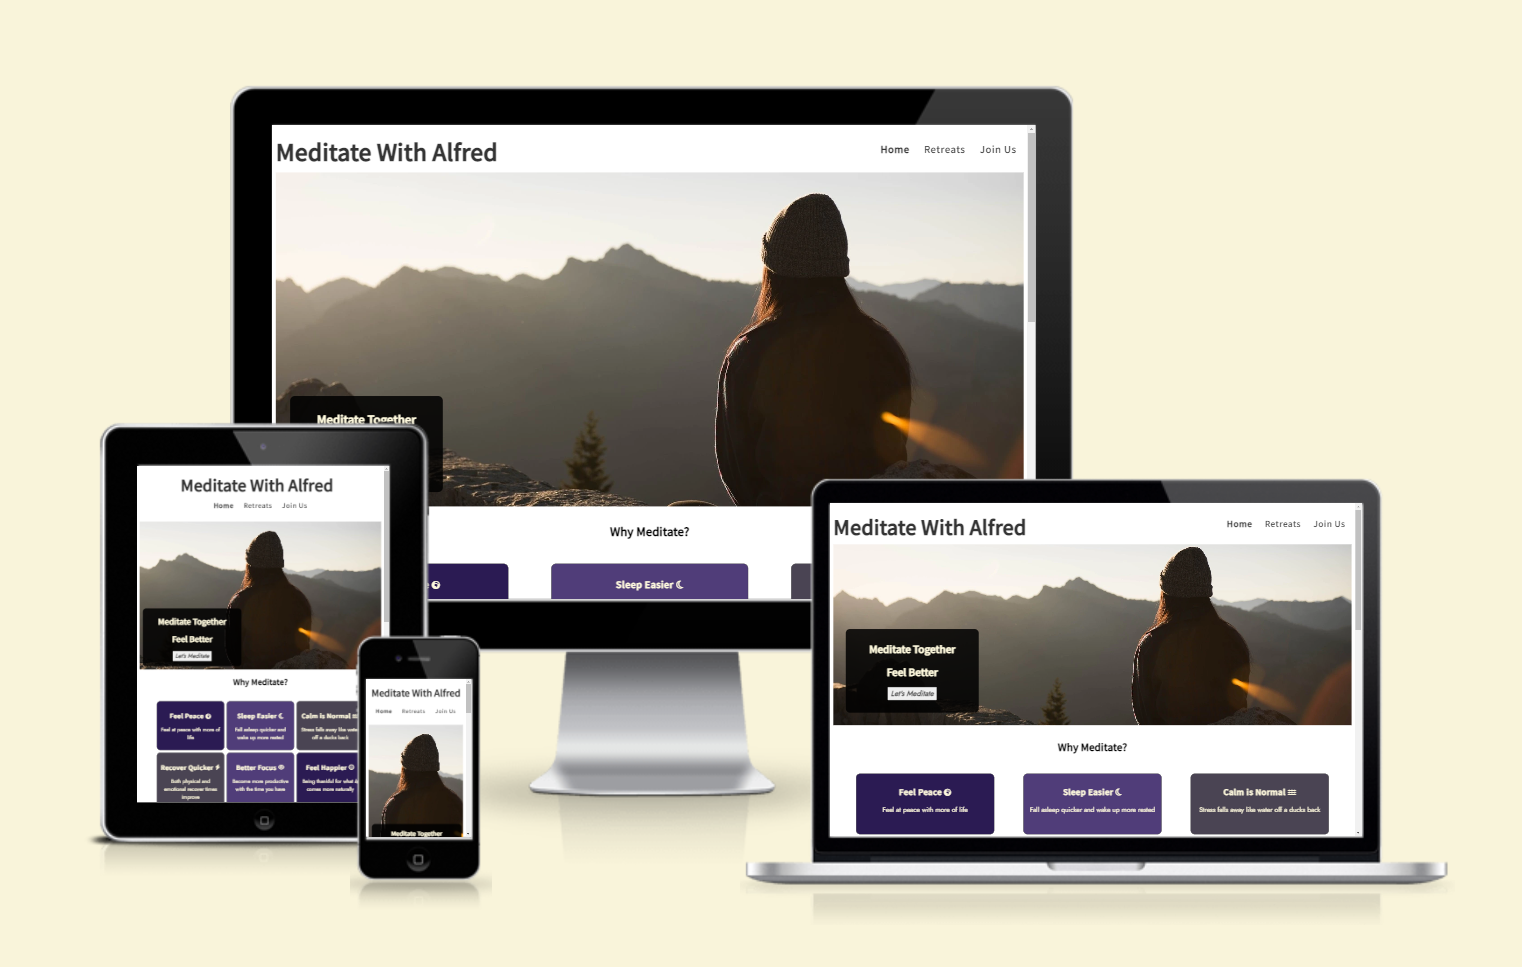 Meditate With Alfred
Home Retreats Join Us
Meditate Together
Why Meditate?
Sleep Easier
Meditate With Alfred
Home Retreats Join Us
Meditate Together
Feel Better
Let's Meditate
Why Meditate?
Feel Peace
Feel at peace with more of
life
Sleep Easier
Fall asleep quicker and
wake up more rested
Calm is Normal
Stress falls away like water
off a ducks back
Recover Quicker
Both physical and
emotional recover times
improve
Better Focus
Become more productive
with the time you have
Feel Happier
Being thankful for what
comes more naturally
Meditate With Alfred
Home Retreats Join Us
Meditate Together
Meditate With Alfred
Home Retreats Join Us
Meditate Together
Feel Better
Let's Meditate
Why Meditate?
Feel Peace
Feel at peace with more of life
Sleep Easier
Fall asleep quicker and wake up more rested
Calm is Normal
Stress falls away like water off a ducks back